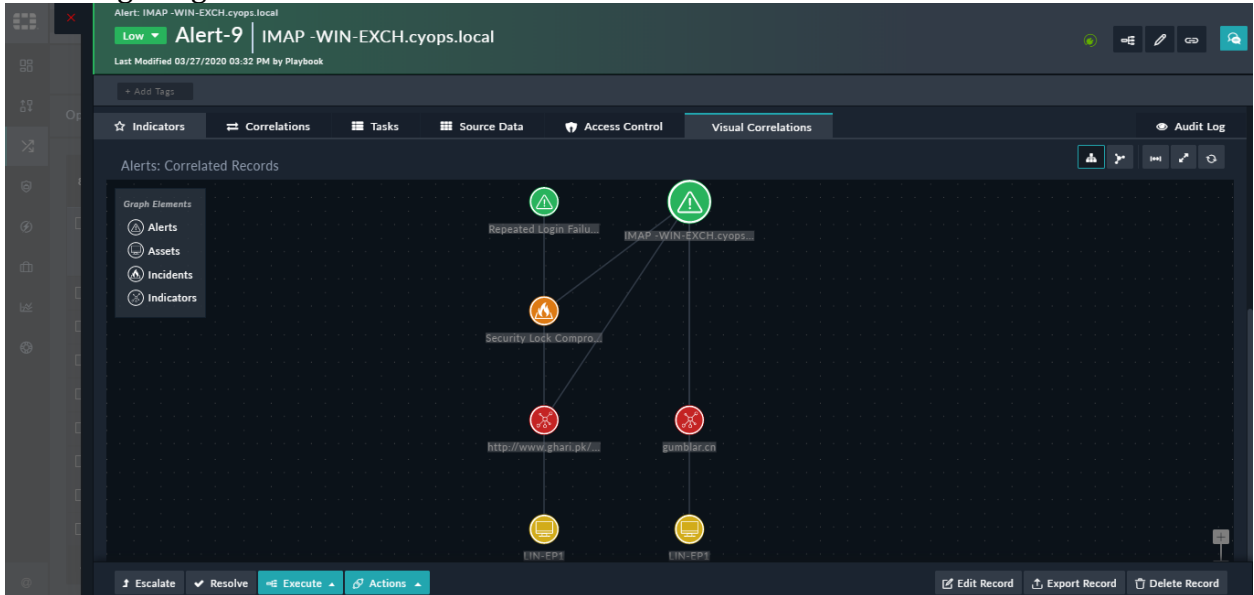 Alert: IMAP -WIN-EXCH.cyops.local
Low Alert-9 IMAP -WIN-EXCH.cyops.local
Last Modified 03/27/2020 03:32 PM by Playbook
+ Add Tags
Indicators Correlations Tasks Source Data Access Control Visual Correlations Audit Log
Alerts: Correlated Records
Graph Elements
Alerts
Assets
Incidents
Indicators
Repeated Login Failu...
IMAP -WIN-EXCH.cyops...
Security Lock Compro...
http://www.ghari.pk/... gumblar.cn
LIN-EP1 LIN-EP1
Escalate Resolve Execute Actions Edit Record Export Record Delete Record